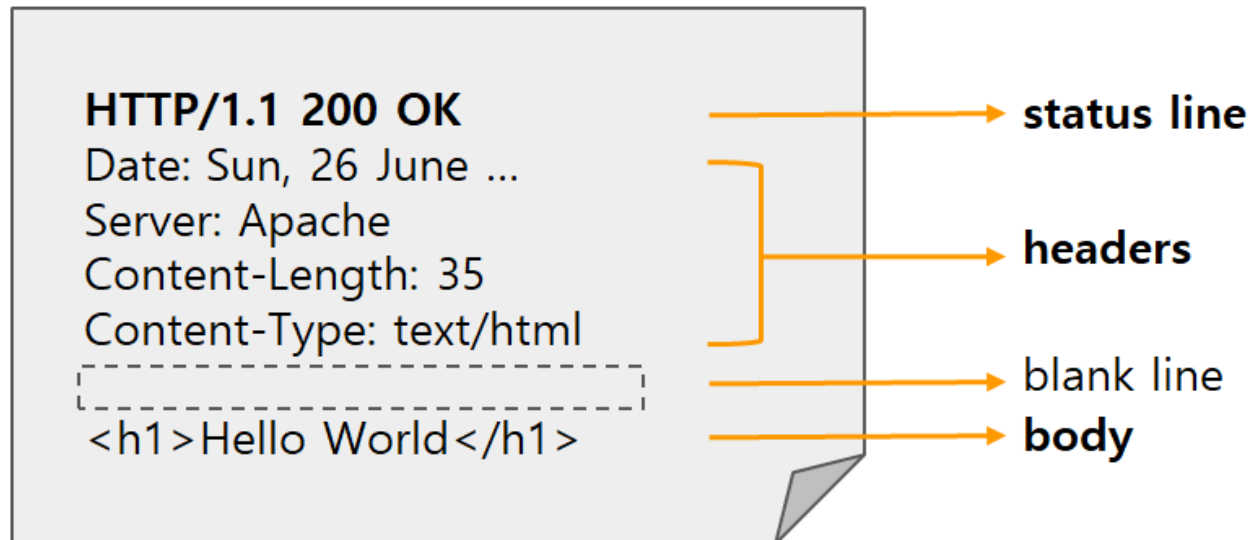 HTTP/1.1 200 OK
status line
Date: Sun, 26 June ...
Server: Apache
headers
Content-Length: 35
Content-Type: text/html
blank line
<h1>Hello World</h1>
body